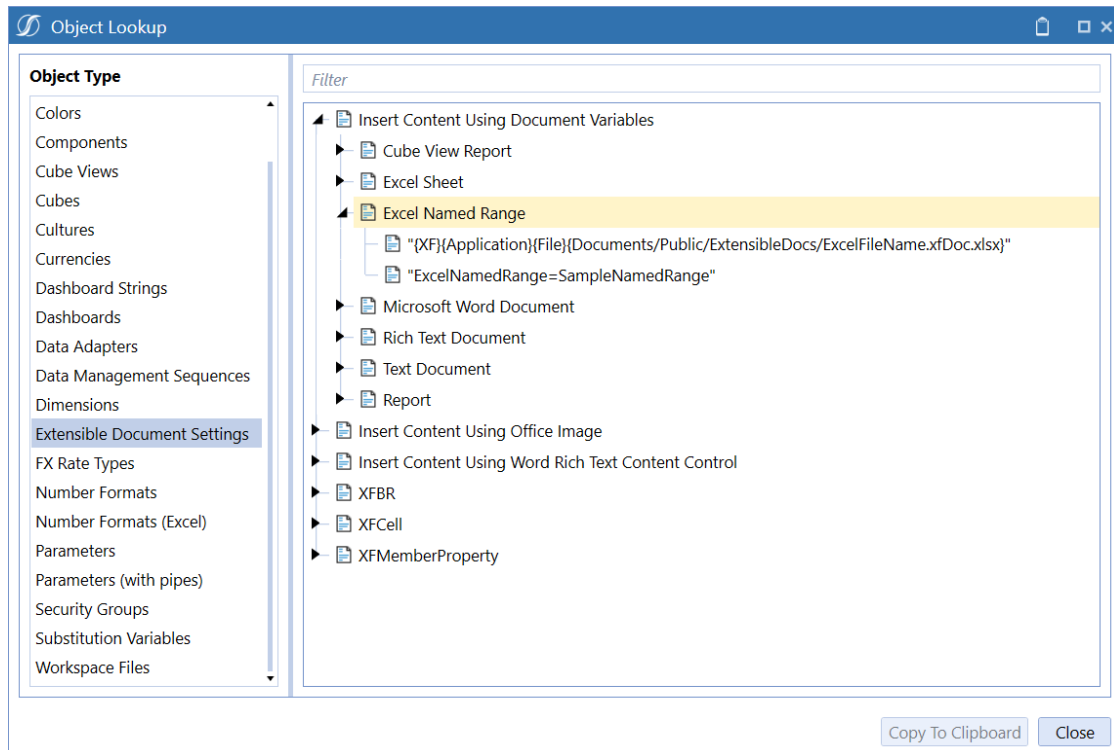 Object Lookup
Object Type
Colors
Components
Cube Views
Cubes
Cultures
Currencies
Dashboard Strings
Dashboards
Data Adapters
Data Management Sequences
Dimensions
Extensible Document Settings
FX Rate Types
Number Formats
Number Formats (Excel)
Parameters
Parameters (with pipes)
Security Groups
Substitution Variables
Workspace Files
Filter
Insert Content Using Document Variables
Cube View Report
Excel Sheet
Excel Named Range
"{XF}{Application}{File}{Documents/Public/ExtensibleDocs/ExcelFileName.xfDoc.xlsx}"
"ExcelNamedRange=SampleNamedRange"
Microsoft Word Document
Rich Text Document
Text Document
Report
Insert Content Using Office Image
Insert Content Using Word Rich Text Content Control
XFBR
XFCell
XFMemberProperty
Copy To Clipboard
Close